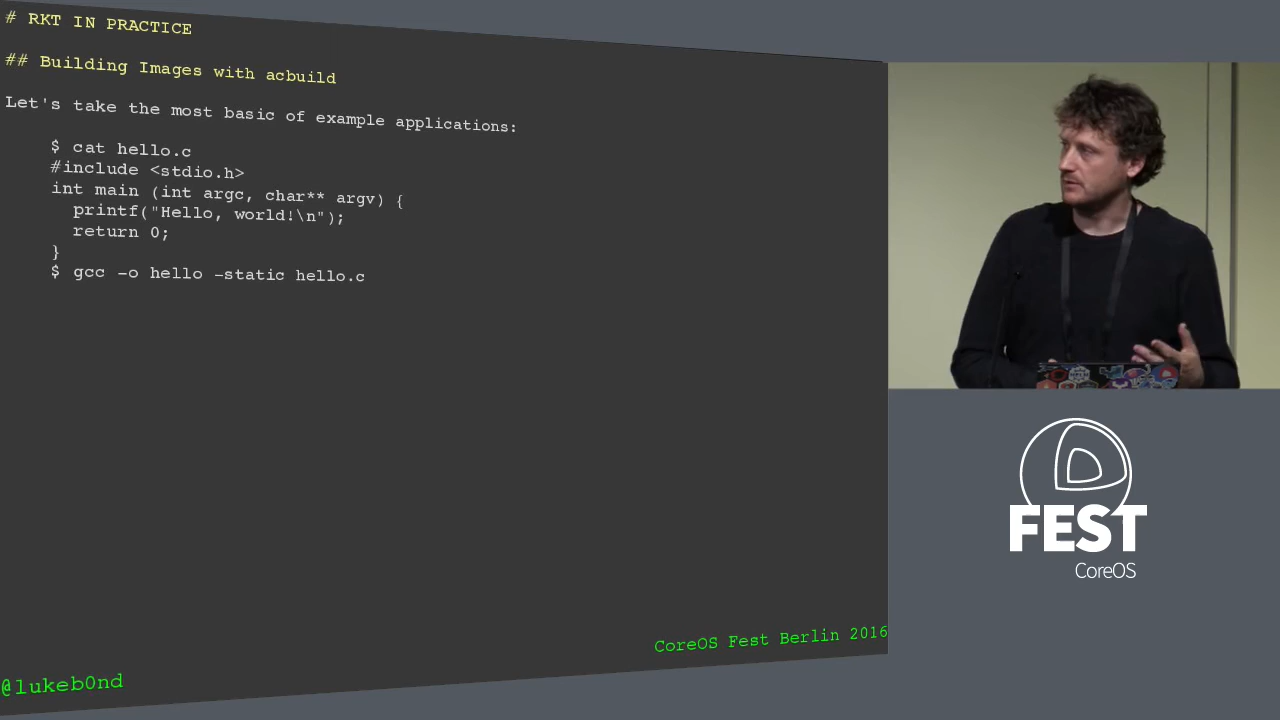 # RKT IN PRACTICE
## Building Images with acbuild
Let's take the most basic of example applications:
$ cat hello.c
#include <stdio.h>
int main (int argc, char** argv) {
printf("Hello, world!\n");
return 0;
}
$ gcc -o hello -static hello.c
CoreOS Fest Berlin 2016
@lukeb0nd
FEST
CoreOS